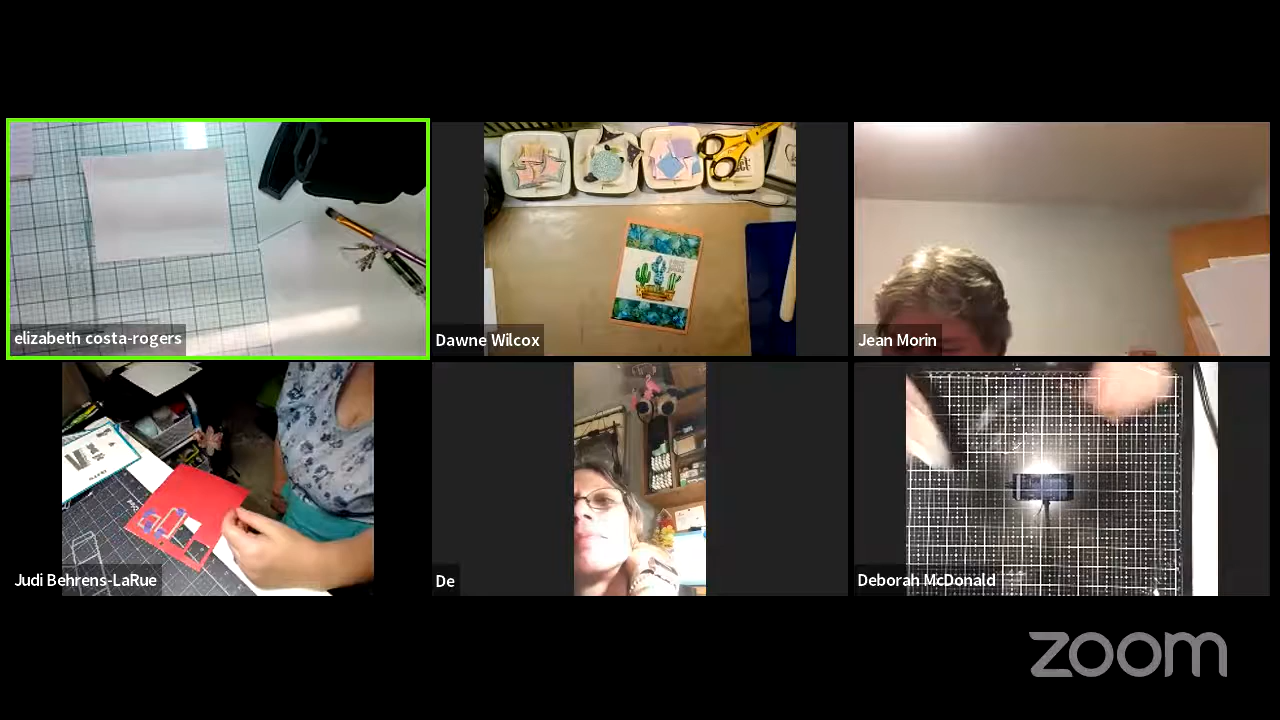 elizabeth costa-rogers
Dawne Wilcox
Jean Morin
Judi Behrens-LaRue
De
Deborah McDonald
zoom